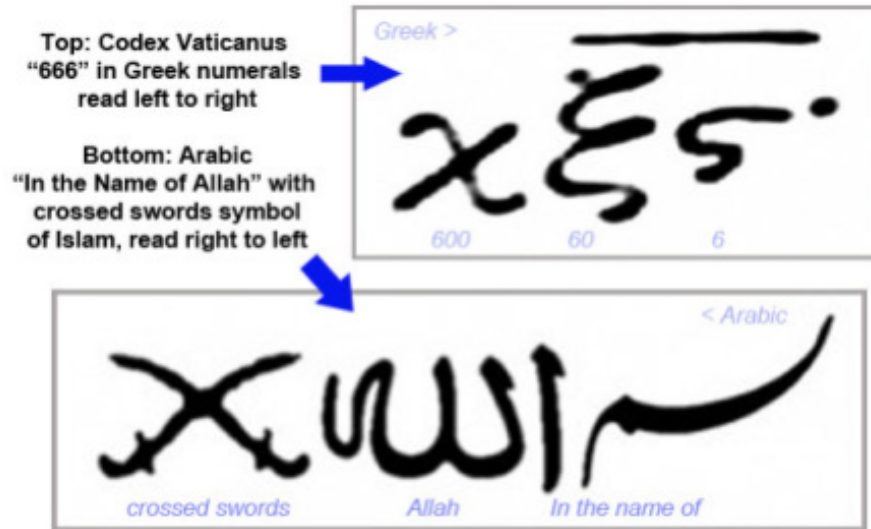 Top: Codex Vaticanus
“666” in Greek numerals
read left to right
Bottom: Arabic
“In the Name of Allah” with
crossed swords symbol
of Islam, read right to left
Greek >
χξϛ
600 60 6
< Arabic
الله
crossed swords Allah In the name of